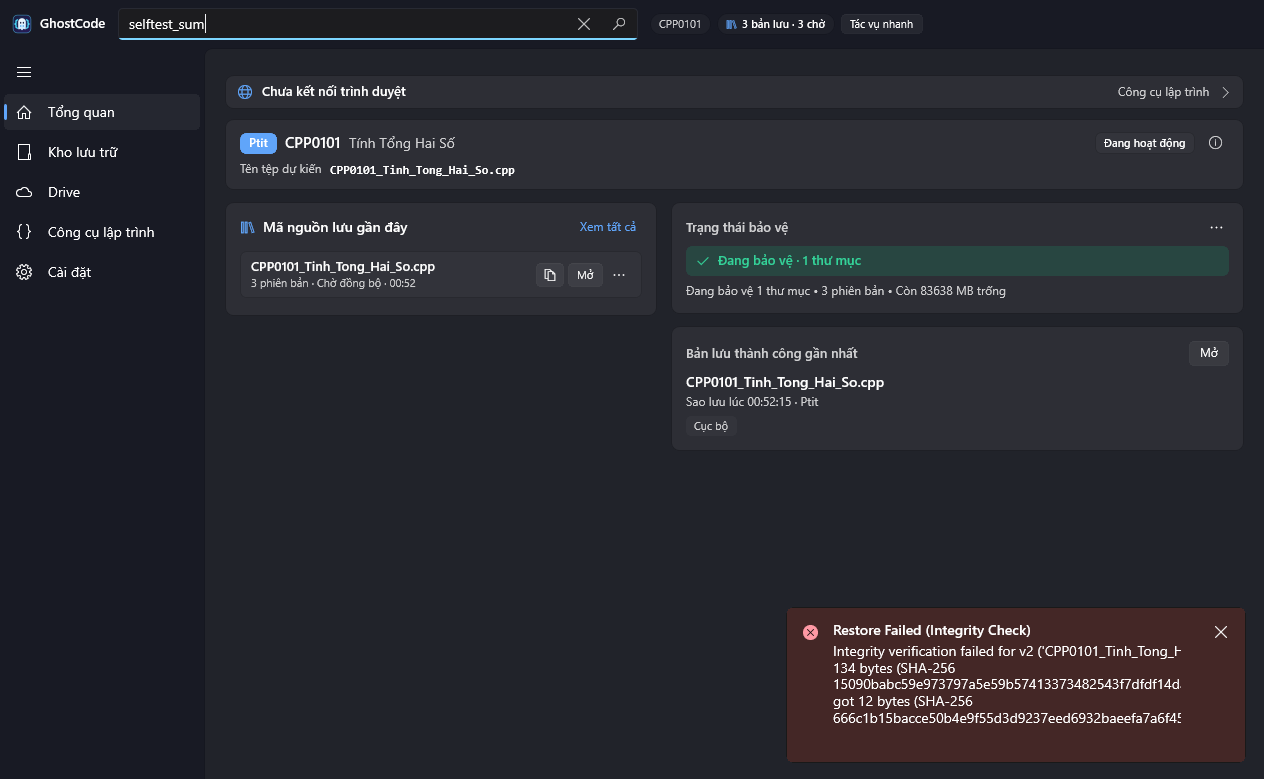 GhostCode
selftest_sum
CPP0101
3 bản lưu · 3 chờ
Tác vụ nhanh
Tổng quan
Kho lưu trữ
Drive
Công cụ lập trình
Cài đặt
Chưa kết nối trình duyệt
Công cụ lập trình
Ptit CPP0101 Tính Tổng Hai Số
Đang hoạt động
Tên tệp dự kiến CPP0101_Tinh_Tong_Hai_So.cpp
Mã nguồn lưu gần đây
Xem tất cả
CPP0101_Tinh_Tong_Hai_So.cpp
3 phiên bản · Chờ đồng bộ · 00:52
Mở
Trạng thái bảo vệ
Đang bảo vệ · 1 thư mục
Đang bảo vệ 1 thư mục • 3 phiên bản • Còn 83638 MB trống
Bản lưu thành công gần nhất
Mở
CPP0101_Tinh_Tong_Hai_So.cpp
Sao lưu lúc 00:52:15 · Ptit
Cục bộ
Restore Failed (Integrity Check)
Integrity verification failed for v2 ('CPP0101_Tinh_Tong_H
134 bytes (SHA-256
15090babc59e973797a5e59b57413373482543f7dfdf14d
got 12 bytes (SHA-256
666c1b15bacce50b4e9f55d3d9237eed6932baeefa7a6f45